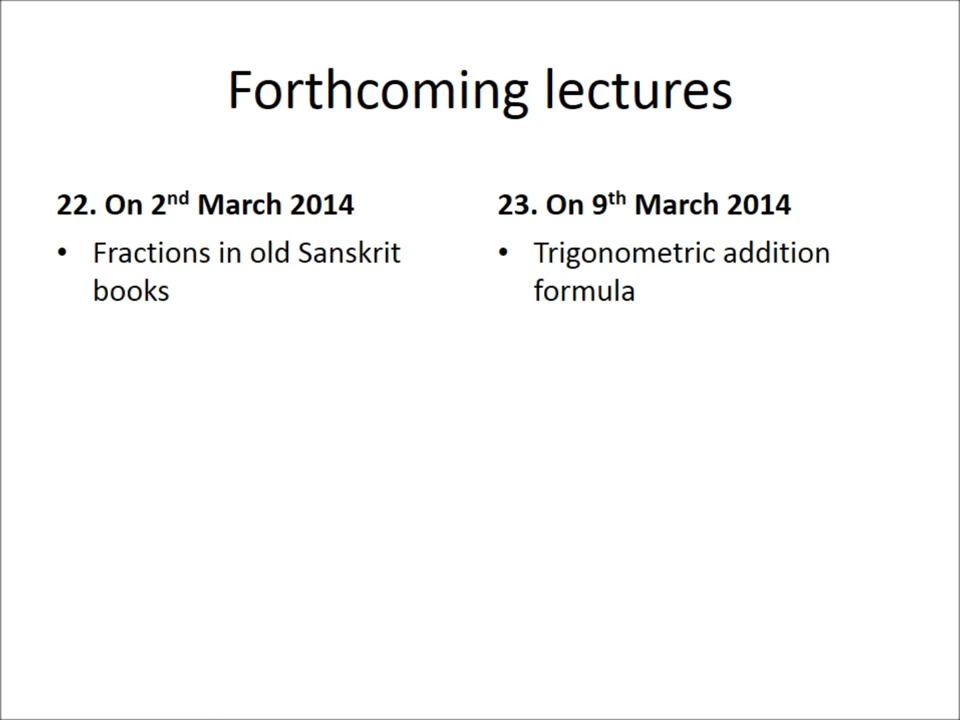 Forthcoming lectures
22. On 2nd March 2014
• Fractions in old Sanskrit
books
23. On 9th March 2014
• Trigonometric addition
formula